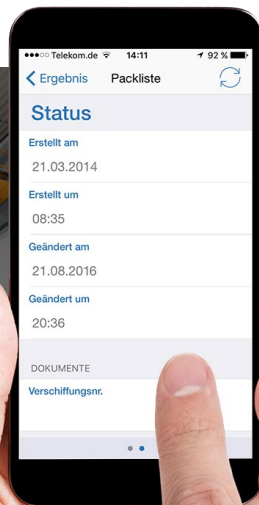 Telekom.de 14:11 92 %
Ergebnis Packliste
Status
Erstellt am
21.03.2014
Erstellt um
08:35
Geändert am
21.08.2016
Geändert um
20:36
DOKUMENTE
Verschiffungsnr.